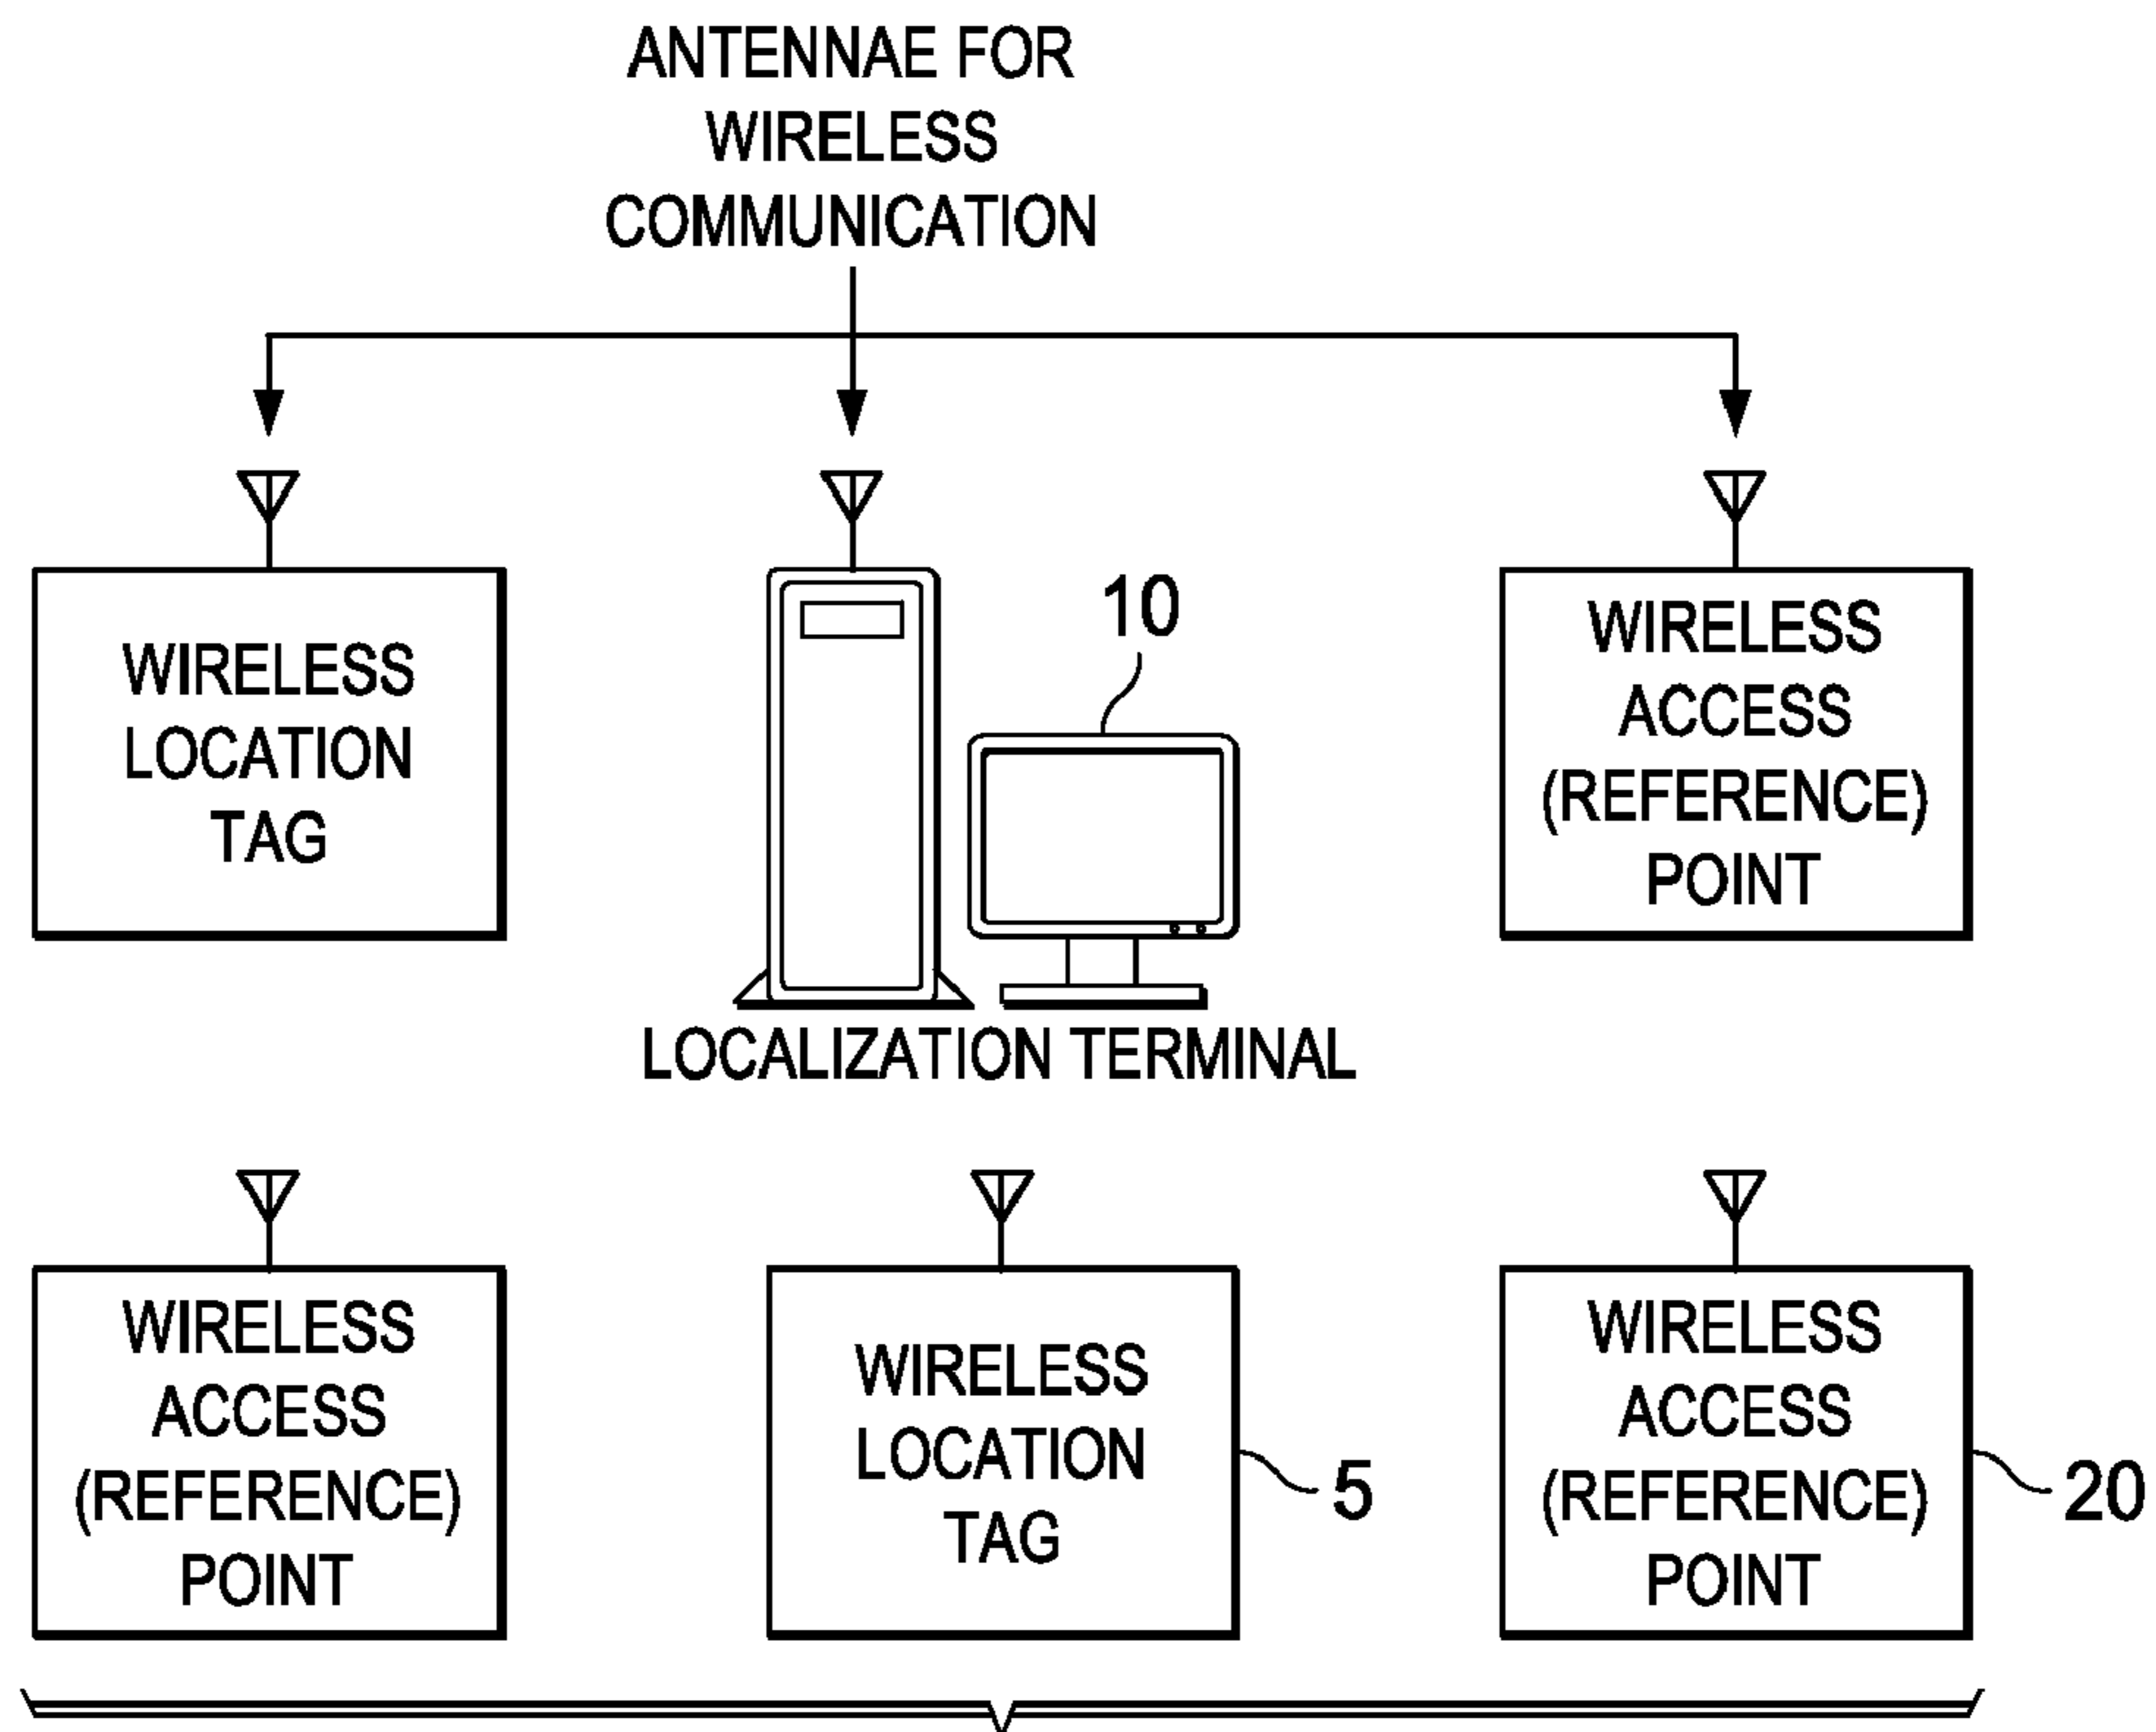 ANTENNAE FOR
WIRELESS
COMMUNICATION
WIRELESS
LOCATION
TAG
10
LOCALIZATION TERMINAL
WIRELESS
ACCESS
(REFERENCE)
POINT
WIRELESS
ACCESS
(REFERENCE)
POINT
WIRELESS
LOCATION
TAG
5
WIRELESS
ACCESS
(REFERENCE)
POINT
20